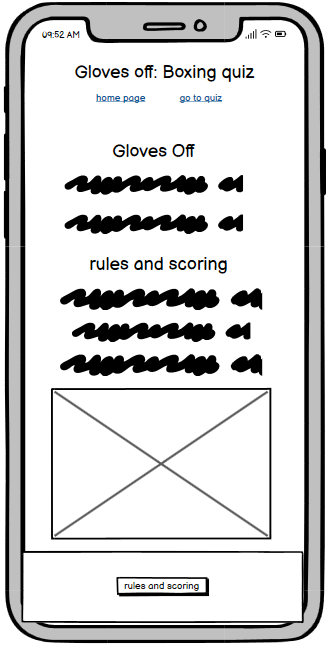 09:52 AM
Gloves off: Boxing quiz
home page go to quiz
Gloves Off
rules and scoring
rules and scoring